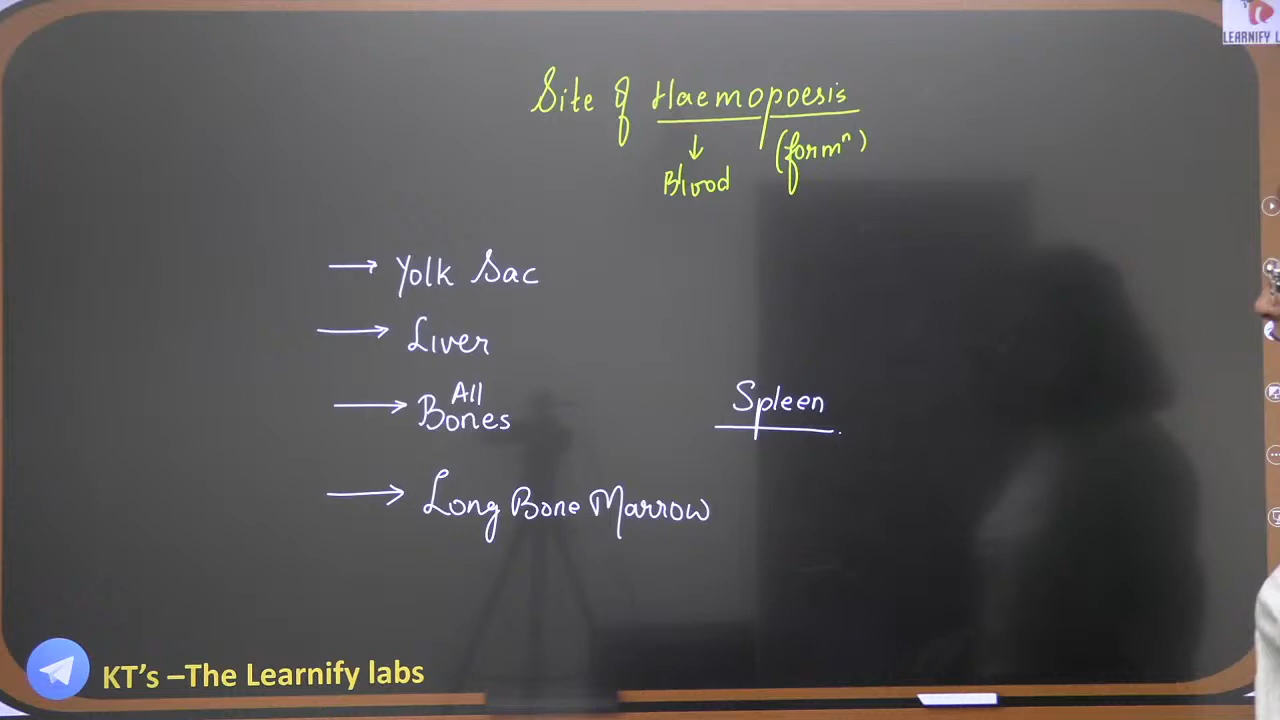 LEARNIFY L
Site of Haemopoesis
Blood
(formⁿ)
Yolk Sac
Liver
All
Bones
Spleen
Long Bone Marrow
KT's –The Learnify labs